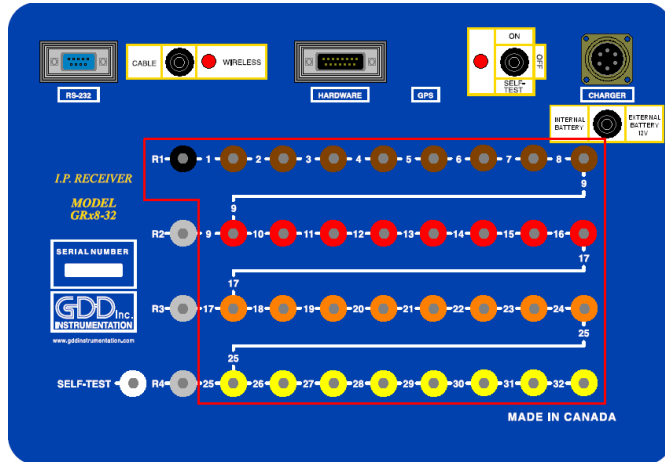 ON
OFF
SELF-
TEST
CABLE
WIRELESS
RS-232
HARDWARE
GPS
CHARGER
INTERNAL
BATTERY
EXTERNAL
BATTERY
12V
R1 1 2 3 4 5 6 7 8
9
I.P. RECEIVER
MODEL
GRx8-32
9
R2 9 10 11 12 13 14 15 16
SERIAL NUMBER
17
17
GDD Inc.
INSTRUMENTATION
R3 17 18 19 20 21 22 23 24
25
www.gddinstrumentation.com
25
SELF-TEST R4 25 26 27 28 29 30 31 32
MADE IN CANADA